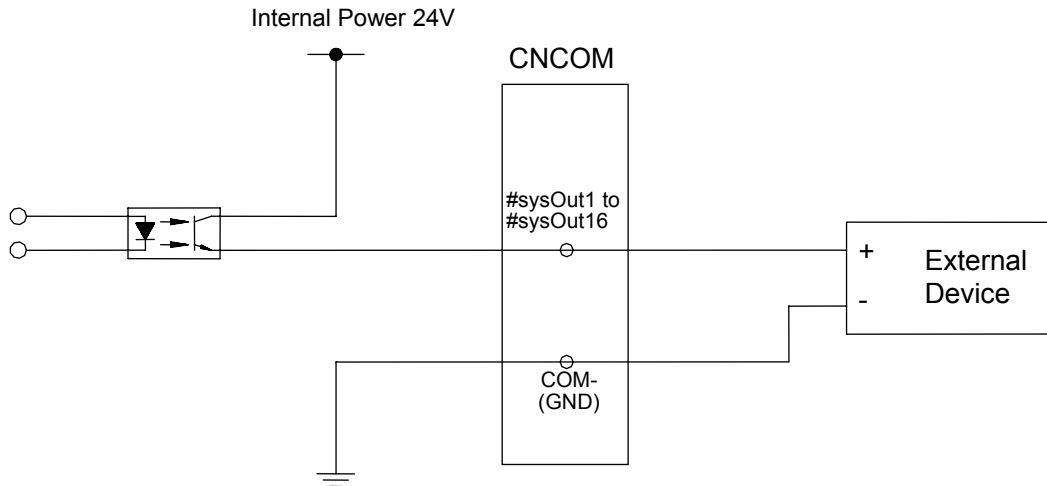 Internal Power 24V
CNCOM
#sysOut1 to
#sysOut16
+
External
Device
-
COM-
(GND)